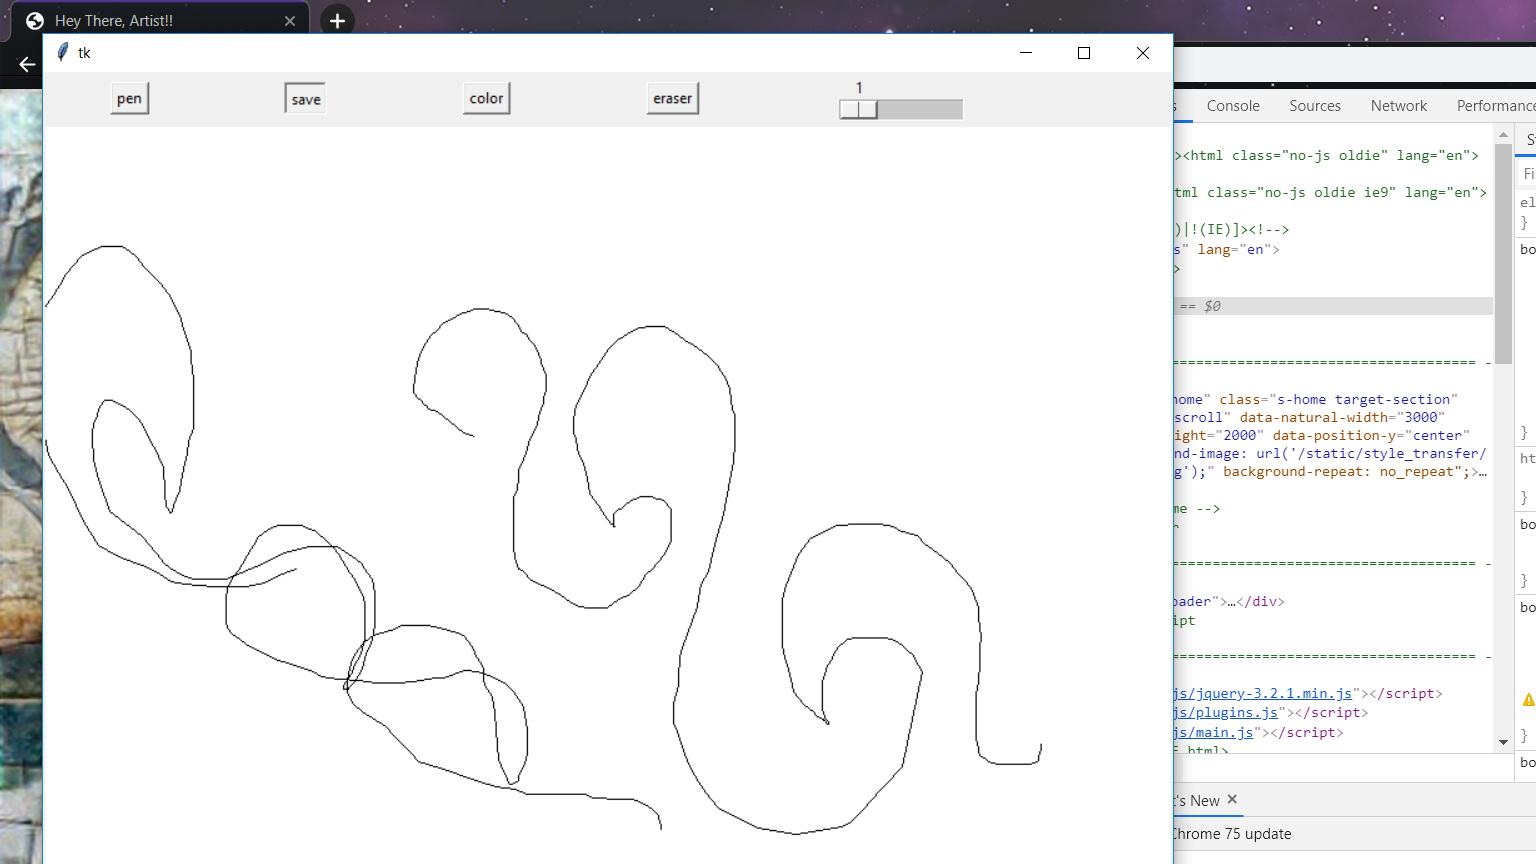 Hey There, Artist!!
tk
pen save color eraser 1
Console Sources Network Performance
><html class="no-js oldie" lang="en">
tml class="no-js oldie ie9" lang="en">
)|!(IE)]><!-->
s" lang="en">
>
== $0
=================================== -
home" class="s-home target-section"
scroll" data-natural-width="3000"
ight="2000" data-position-y="center"
nd-image: url('/static/style_transfer/
g');" background-repeat: no_repeat";>…
me -->
=================================== -
oader">…</div>
ipt
=================================== -
js/jquery-3.2.1.min.js"></script>
js/plugins.js"></script>
js/main.js"></script>
E html>
St
Fi
el
}
bo
}
ht
}
bo
}
bo
}
bo
t's New
Chrome 75 update